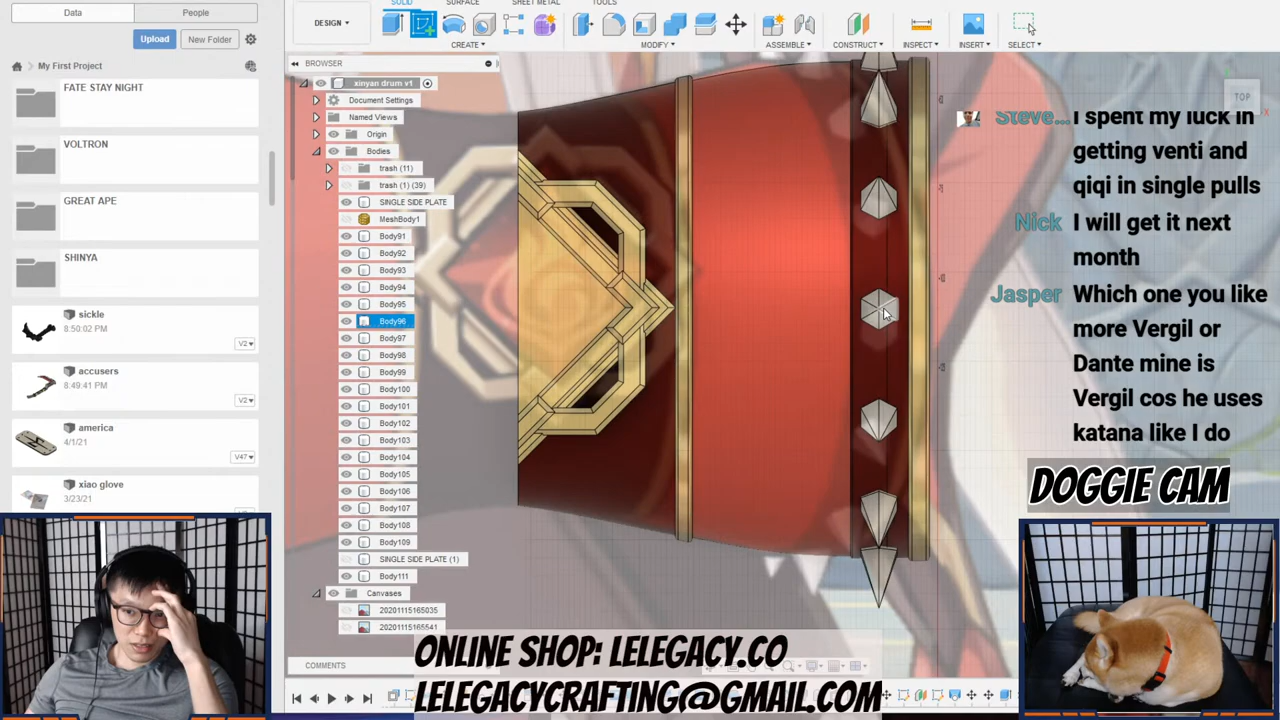 Data
People
SOLID
SURFACE
SHEET METAL
TOOLS
Upload
New Folder
DESIGN
CREATE
MODIFY
ASSEMBLE
CONSTRUCT
INSPECT
INSERT
SELECT
My First Project
BROWSER
FATE STAY NIGHT
VOLTRON
GREAT APE
SHINYA
sickle
8:50:02 PM
V2
accusers
8:49:41 PM
V2
america
4/1/21
V47
xiao glove
3/23/21
xinyan drum v1
Document Settings
Named Views
Origin
Bodies
trash (11)
trash (1) (39)
SINGLE SIDE PLATE
MeshBody1
Body91
Body92
Body93
Body94
Body95
Body96
Body97
Body98
Body99
Body100
Body101
Body102
Body103
Body104
Body105
Body106
Body107
Body108
Body109
SINGLE SIDE PLATE (1)
Body111
Canvases
20201115165035
20201115165541
COMMENTS
TOP
Steve... I spent my luck in
getting venti and
qiqi in single pulls
Nick I will get it next
month
Jasper Which one you like
more Vergil or
Dante mine is
Vergil cos he uses
katana like I do
DOGGIE CAM
ONLINE SHOP: LELEGACY.CO
LELEGACYCRAFTING@GMAIL.COM